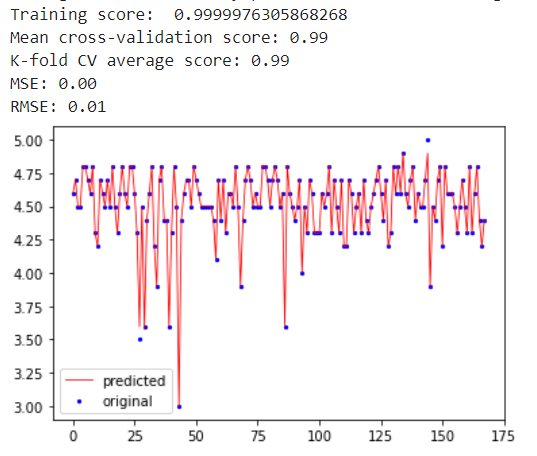 Training score:  0.9999976305868268
Mean cross-validation score: 0.99
K-fold CV average score: 0.99
MSE: 0.00
RMSE: 0.01
5.00
4.75
4.50
4.25
4.00
3.75
3.50
3.25
3.00
predicted
original
0 25 50 75 100 125 150 175